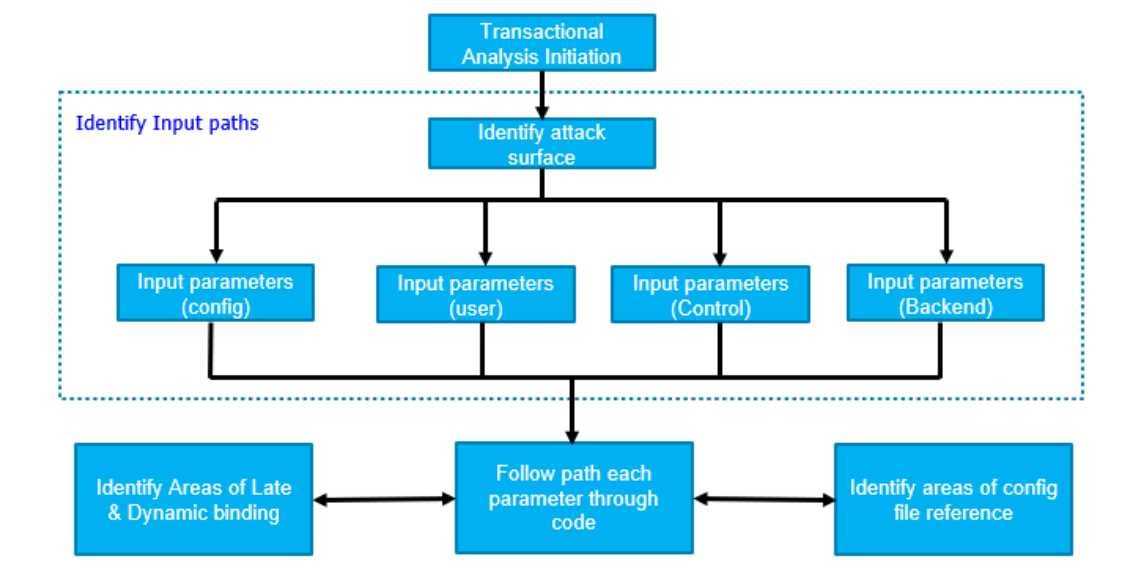 Transactional
Analysis Initiation
Identify Input paths
Identify attack
surface
Input parameters
(config)
Input parameters
(user)
Input parameters
(Control)
Input parameters
(Backend)
Identify Areas of Late
& Dynamic binding
Follow path each
parameter through
code
Identify areas of config
file reference